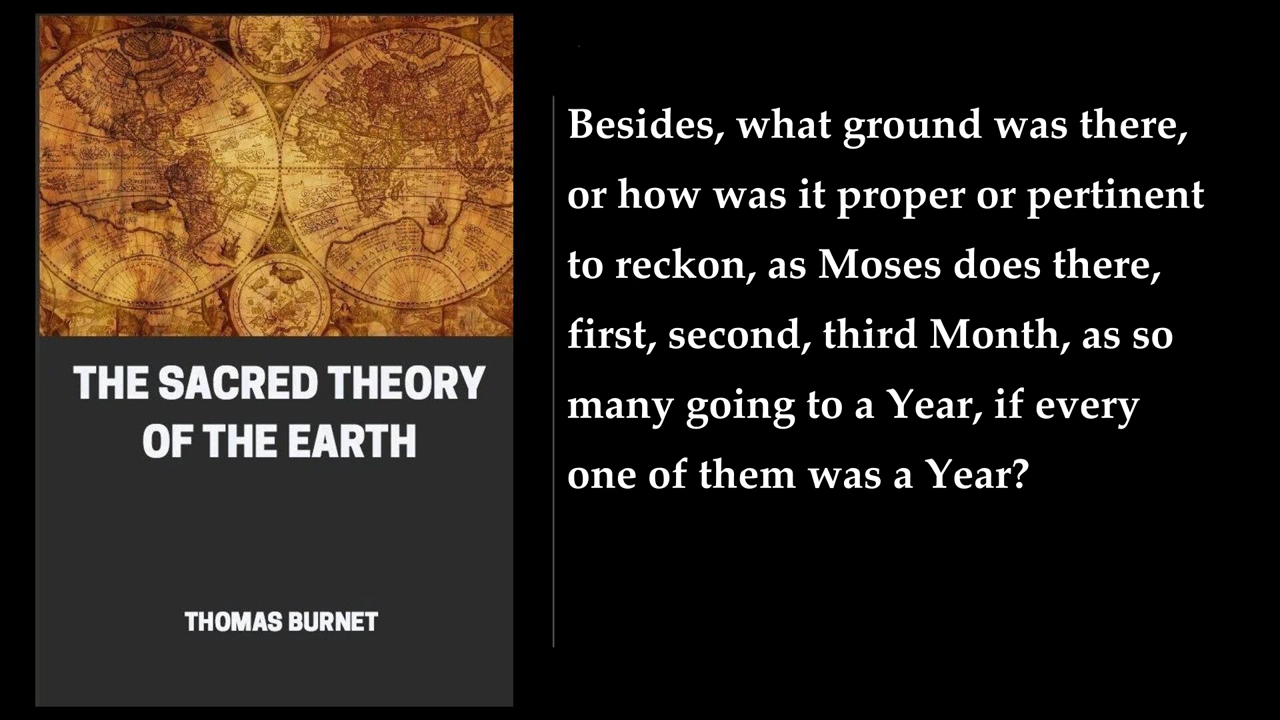 THE SACRED THEORY
OF THE EARTH
THOMAS BURNET
Besides, what ground was there,
or how was it proper or pertinent
to reckon, as Moses does there,
first, second, third Month, as so
many going to a Year, if every
one of them was a Year?